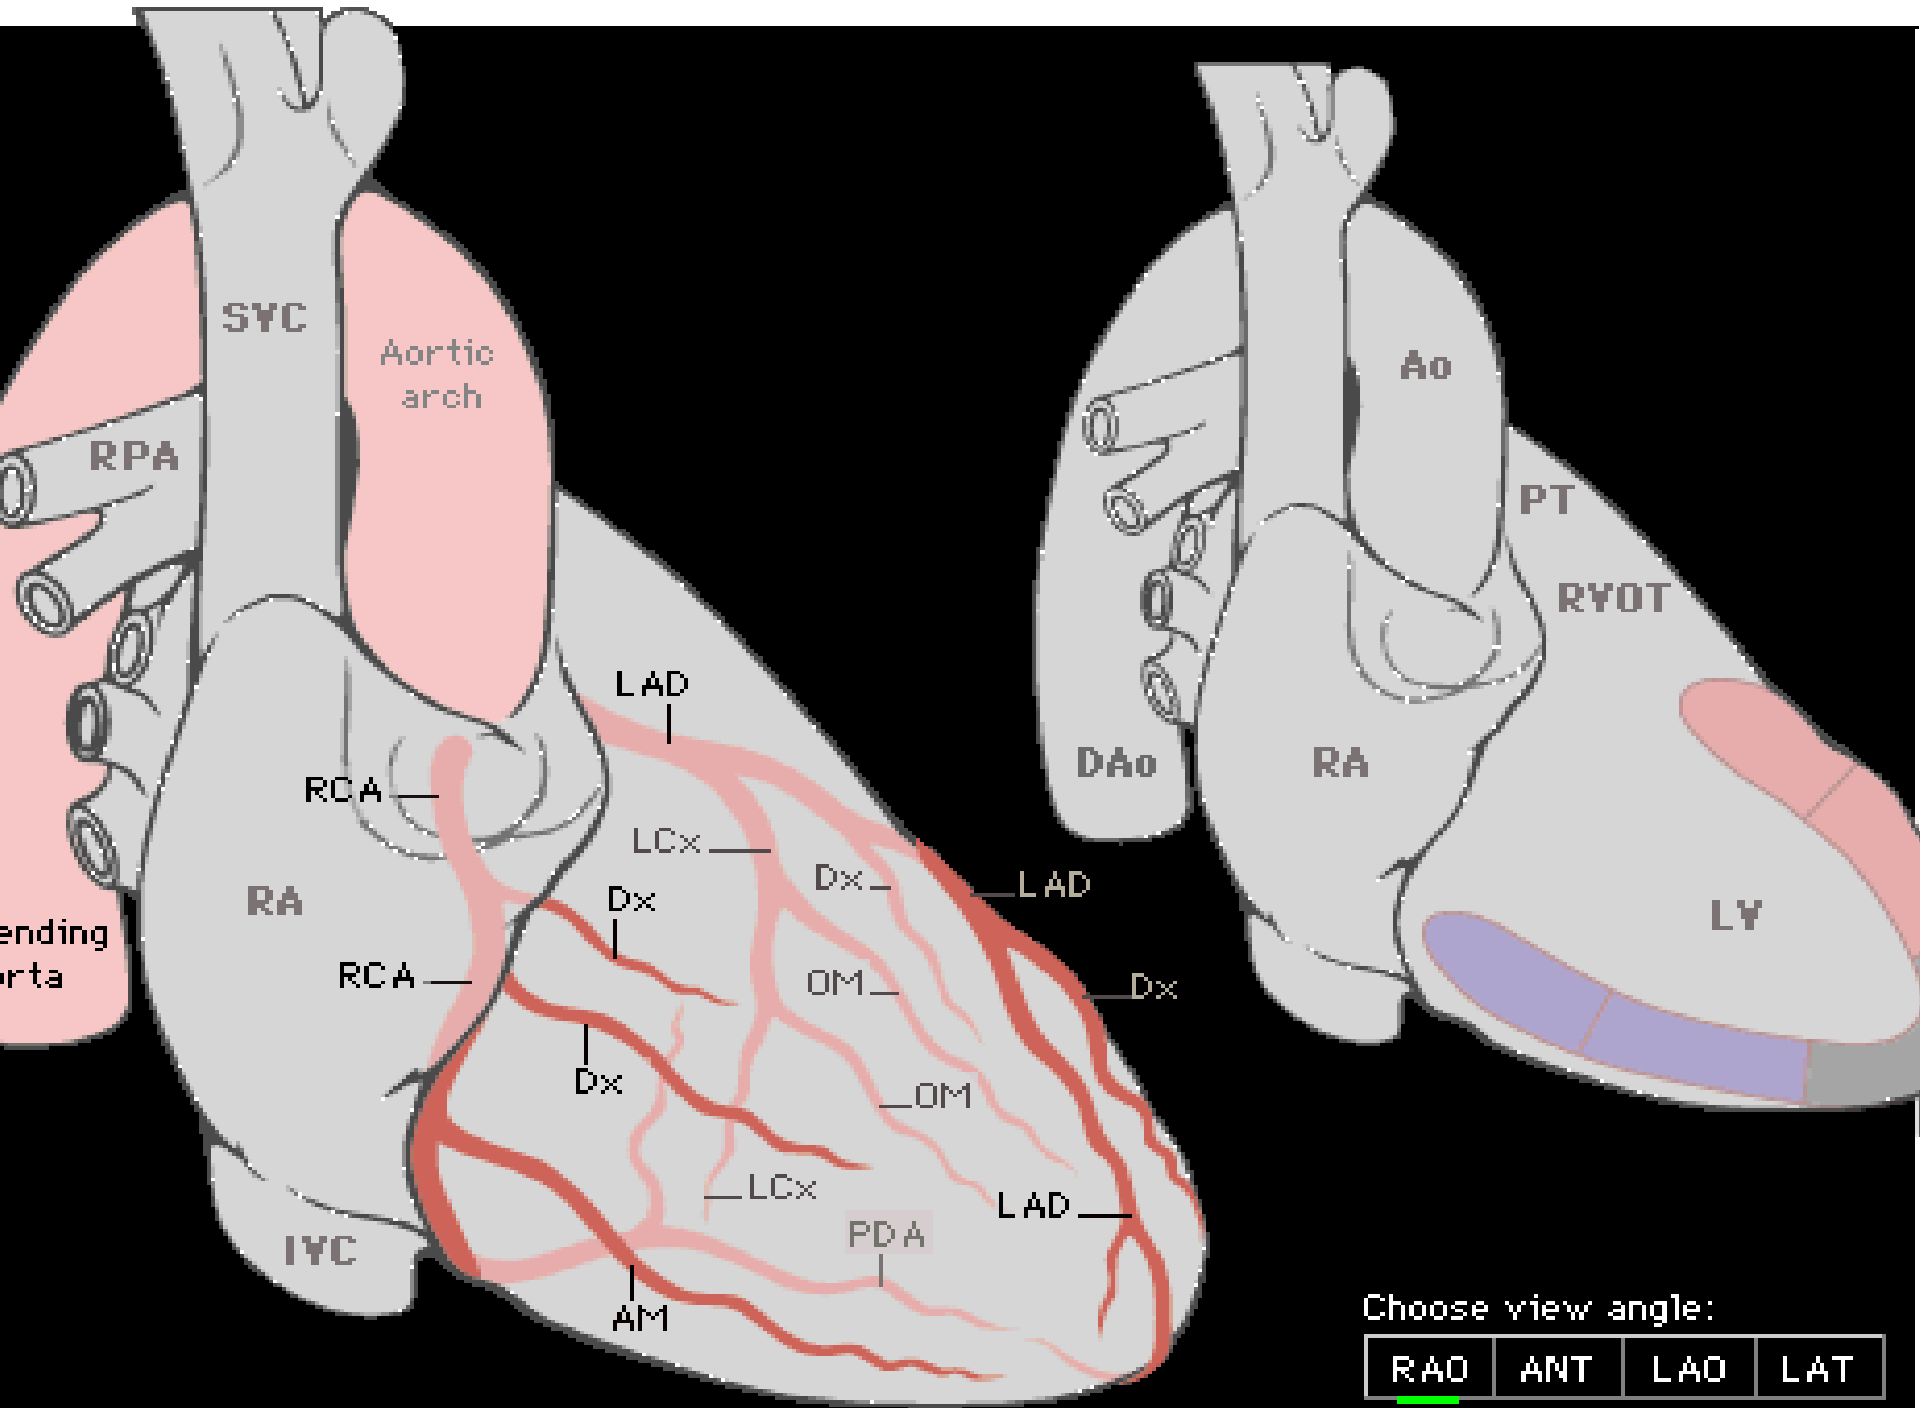 SVC
Aortic
arch
RPA
LAD
RCA
LCx
Dx
Dx
LAD
RA
RCA
OM
Dx
Dx
OM
LCx
LAD
PDA
IVC
AM
ending
orta
Ao
PT
RVOT
DAo
RA
LV
Choose view angle:
RAO ANT LAO LAT